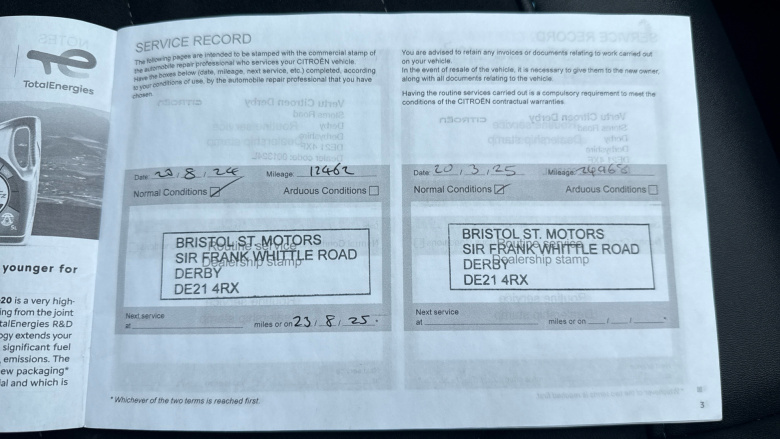 TotalEnergies
younger for
20 is a very high-
ing from the joint
talEnergies R&D
ogy extends your
significant fuel
emissions. The
ew packaging*
al and which is
SERVICE RECORD
The following pages are intended to be stamped with the commercial stamp of
the automobile repair professional who services your CITROËN vehicle.
Have the boxes below (date, mileage, next service, etc.) completed, according
to your conditions of use, by the automobile repair professional that you have
chosen.
Date 23/8/24 Mileage 12462
Normal Conditions Arduous Conditions
Routine service
Dealership stamp
BRISTOL ST. MOTORS
SIR FRANK WHITTLE ROAD
DERBY
DE21 4RX
Next service
at miles or on 23/8/25.
* Whichever of the two terms is reached first.
You are advised to retain any invoices or documents relating to work carried out
on your vehicle.
In the event of resale of the vehicle, it is necessary to give them to the new owner,
along with all documents relating to the vehicle.
Having the routine services carried out is a compulsory requirement to meet the
conditions of the CITROËN contractual warranties.
Date 20/3/25 Mileage
Normal Conditions Arduous Conditions
Routine service
Dealership stamp
BRISTOL ST. MOTORS
SIR FRANK WHITTLE ROAD
DERBY
DE21 4RX
Next service
at miles or on / / *
3